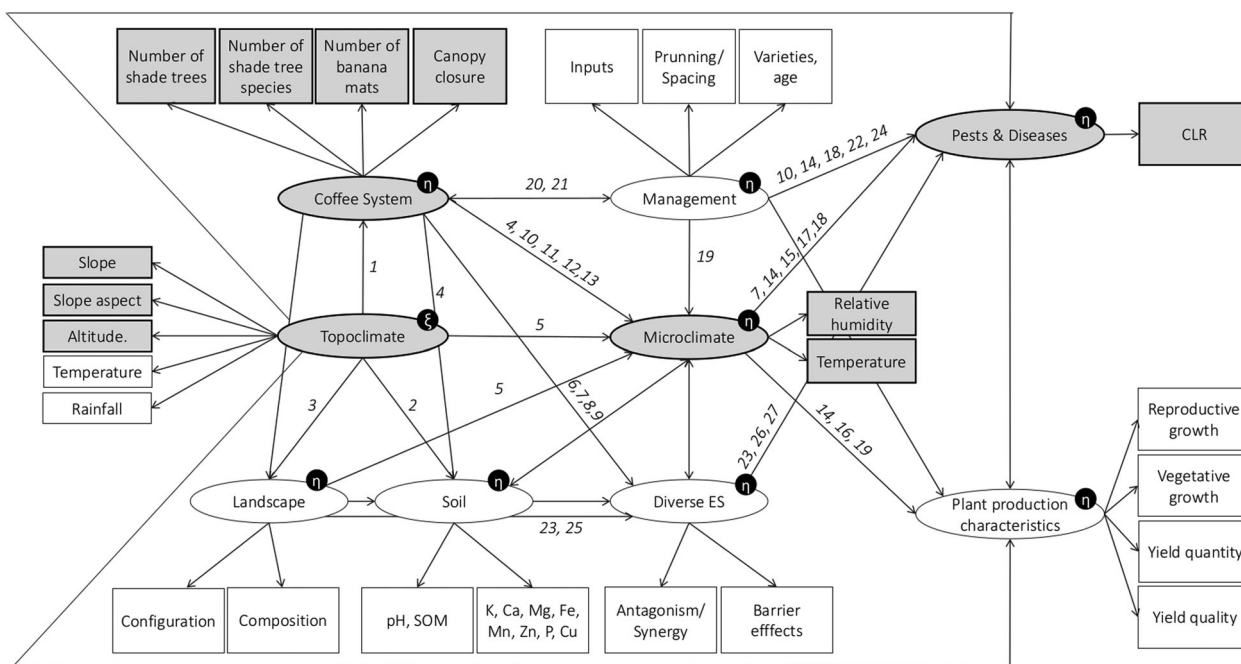 Number of
shade trees
Number of
shade tree
species
Number of
banana
mats
Canopy
closure
Inputs
Prunning/
Spacing
Varieties,
age
Pests & Diseases
η
CLR
10, 14, 18, 22, 24
Coffee System
η
20, 21
Management
η
4, 10, 11, 12,13
19
7, 14, 15, 17,18
Slope
Slope aspect
Altitude.
Temperature
Rainfall
1
4
Topoclimate
ξ
5
Microclimate
η
Relative
humidity
Temperature
3
2
5
6,7,8,9
14, 16, 19
23, 26, 27
Landscape
η
Soil
η
Diverse ES
η
23, 25
Plant production
characteristics
η
Reproductive
growth
Vegetative
growth
Yield quantity
Yield quality
Configuration
Composition
pH, SOM
K, Ca, Mg, Fe,
Mn, Zn, P, Cu
Antagonism/
Synergy
Barrier
efffects